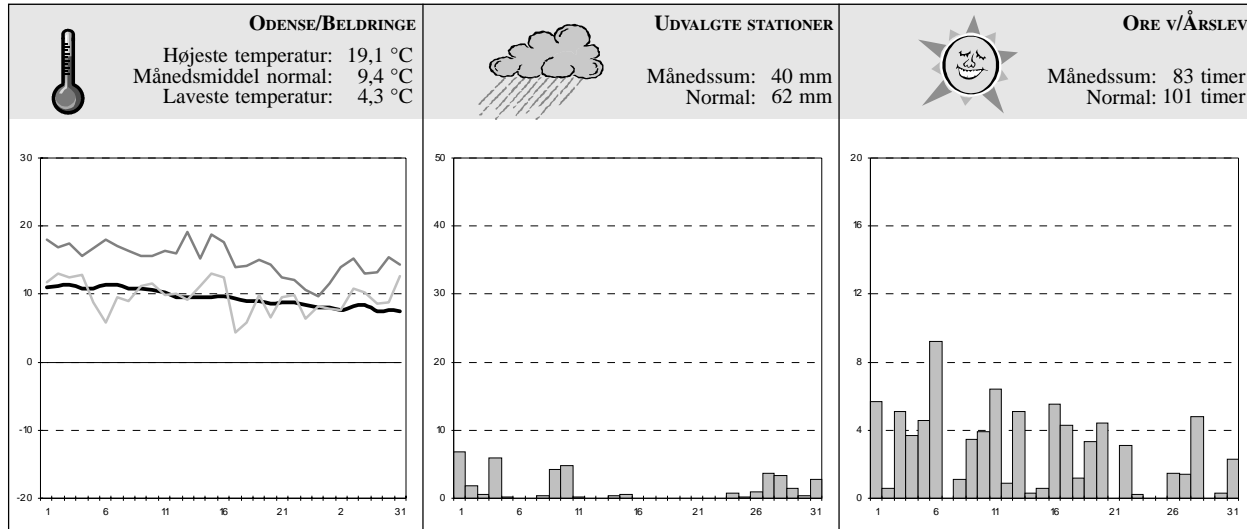 ODENSE/BELDRINGE
Højeste temperatur: 19,1 °C
Månedsmiddel normal: 9,4 °C
Laveste temperatur: 4,3 °C
30
20
10
0
-10
-20
1 6 11 16 21 2 31
UDVALGTE STATIONER
Månedssum: 40 mm
Normal: 62 mm
50
40
30
20
10
0
1 6 11 16 21 26 31
ORE V/ÅRSLEV
Månedssum: 83 timer
Normal: 101 timer
20
16
12
8
4
0
1 6 11 16 21 26 31